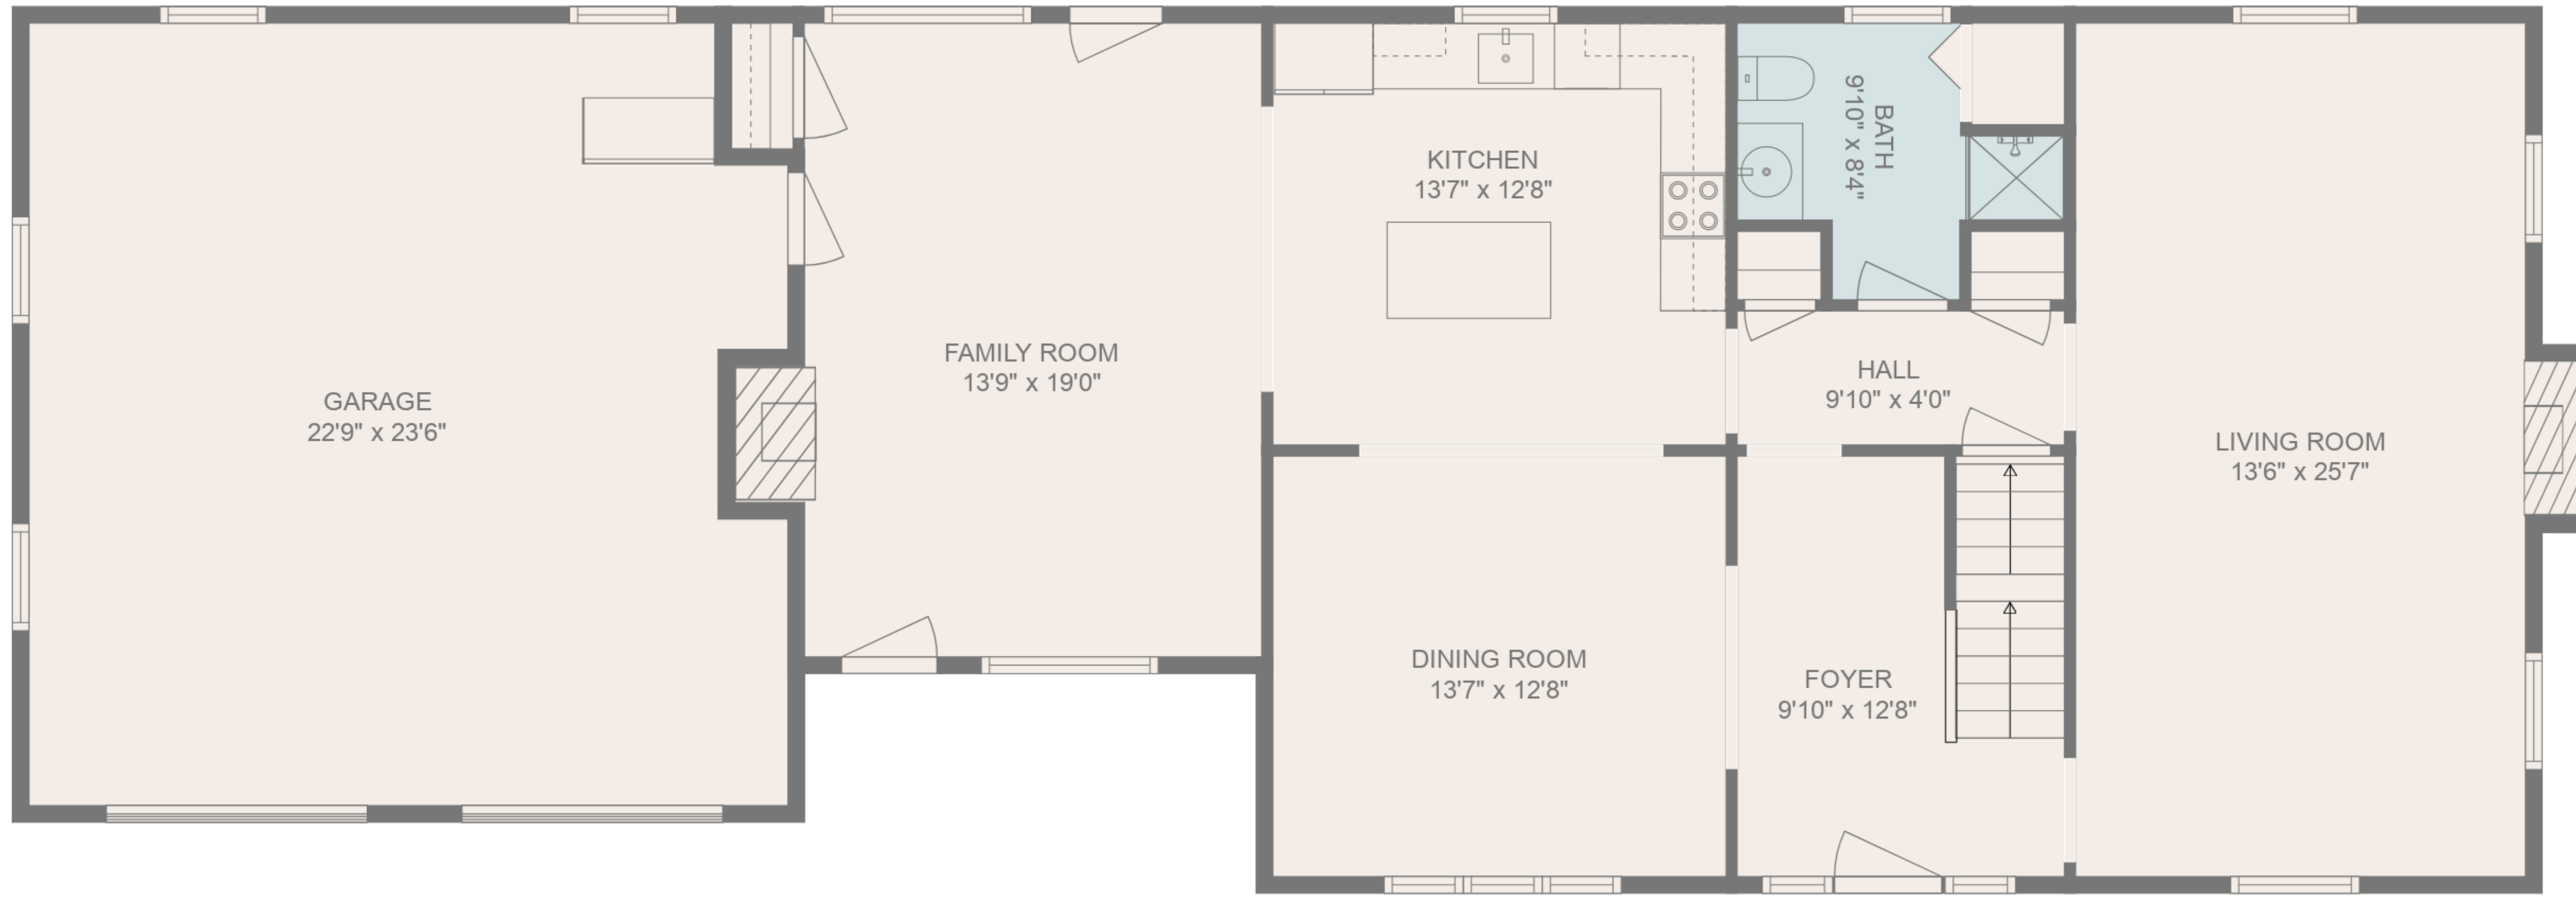 GARAGE
22'9" x 23'6"
FAMILY ROOM
13'9" x 19'0"
KITCHEN
13'7" x 12'8"
DINING ROOM
13'7" x 12'8"
BATH
9'10" x 8'4"
HALL
9'10" x 4'0"
FOYER
9'10" x 12'8"
LIVING ROOM
13'6" x 25'7"